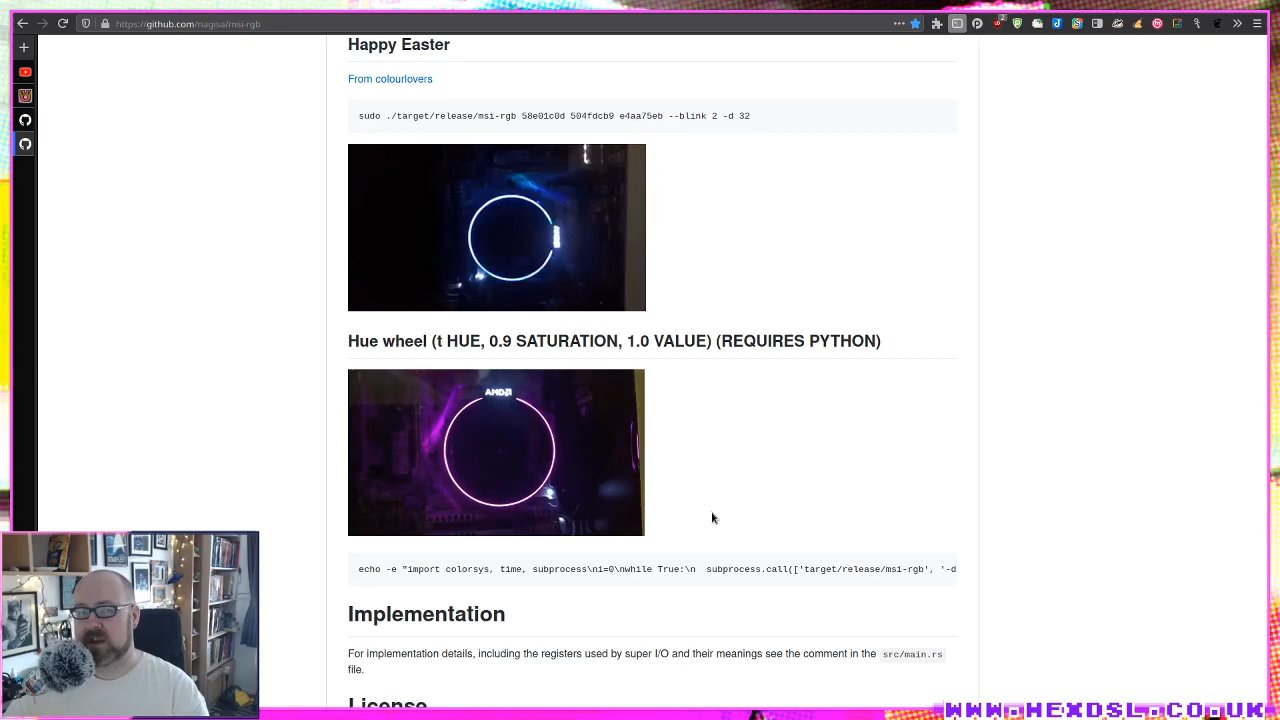 https://github.com/nagisa/msi-rgb
Happy Easter
From colourlovers
sudo ./target/release/msi-rgb 58e01c0d 504fdcb9 e4aa75eb --blink 2 -d 32
Hue wheel (t HUE, 0.9 SATURATION, 1.0 VALUE) (REQUIRES PYTHON)
AMD
echo -e "import colorsys, time, subprocess\ni=0\nwhile True:\n  subprocess.call(['target/release/msi-rgb', '-d
Implementation
For implementation details, including the registers used by super I/O and their meanings see the comment in the src/main.rs
file.
License
WWW.HEXDSL.CO.UK